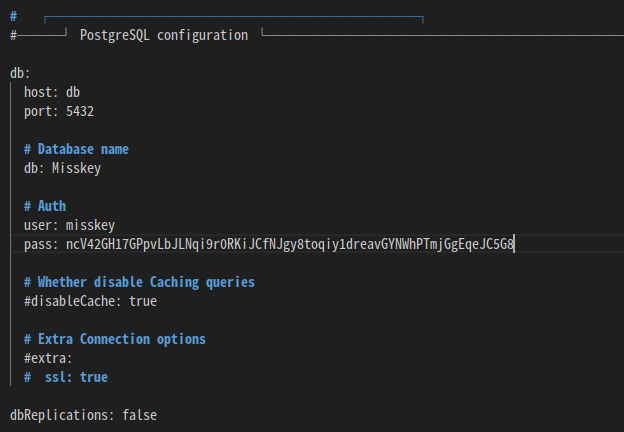 #
# PostgreSQL configuration
db:
host: db
port: 5432
# Database name
db: Misskey
# Auth
user: misskey
pass: ncV42GH17GPpvLbJLNqi9rORKiJCfNJgy8toqiy1dreavGYNWhPTmjGgEqeJC5G8
# Whether disable Caching queries
#disableCache: true
# Extra Connection options
#extra:
# ssl: true
dbReplications: false